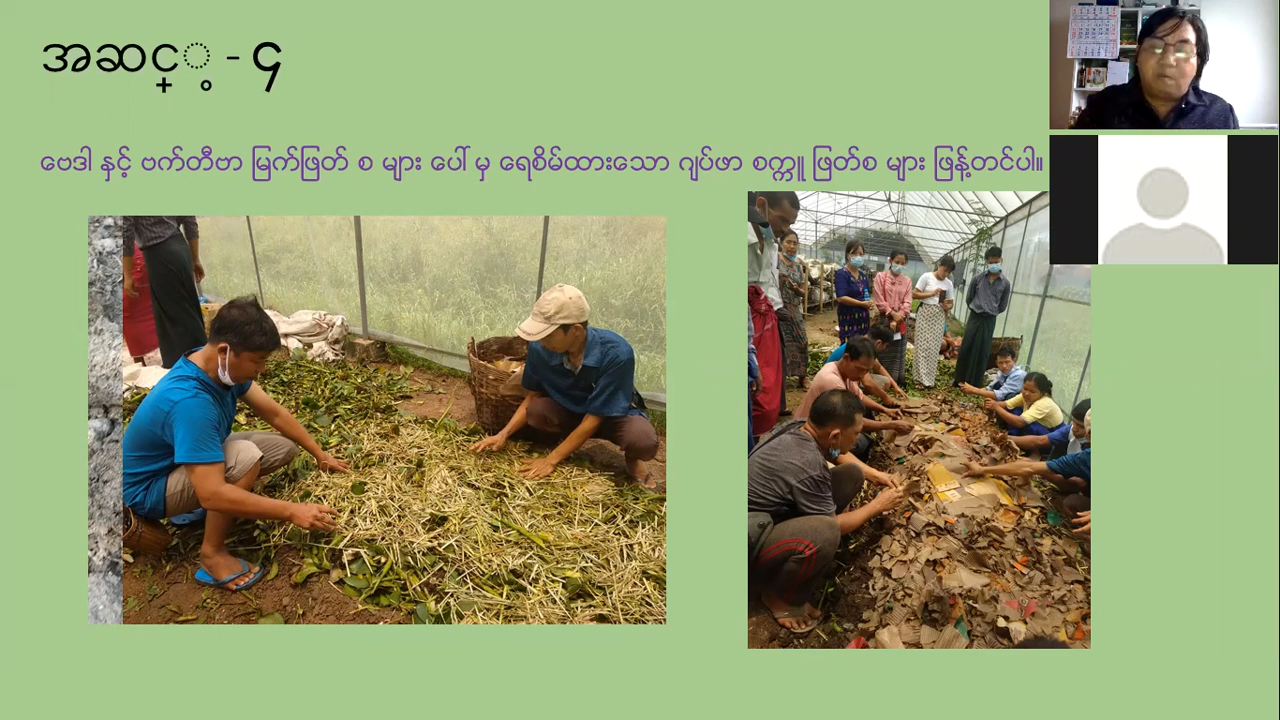 အဆင့် - ၄
ဗေဒါ နှင့် ဗက်တီဗာ မြက်ဖြတ် စ များ ပေါ် မှ ရေစိမ်ထားသော ဂျပ်ဖာ စက္ကူ ဖြတ်စ များ ဖြန့်တင်ပါ။